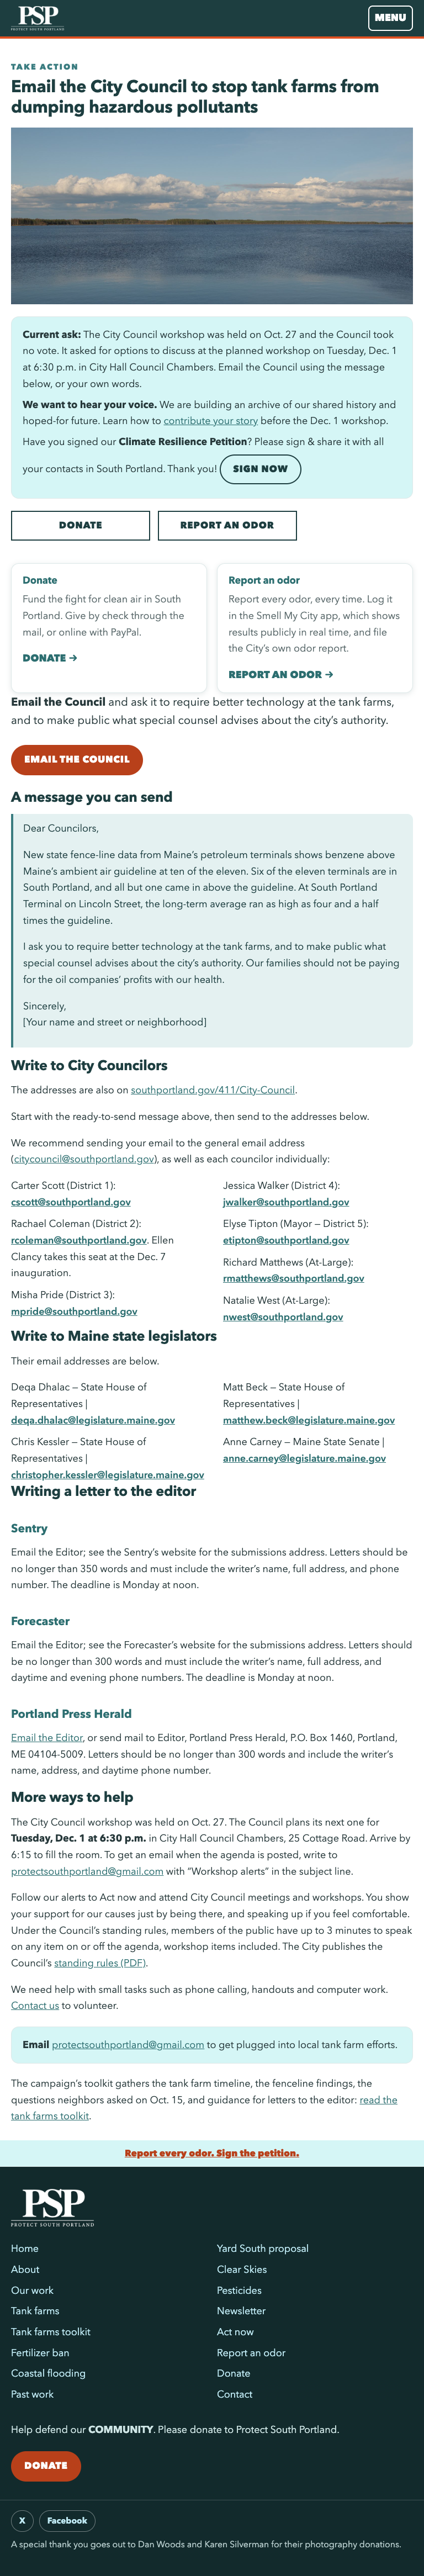 PSP
PROTECT SOUTH PORTLAND
MENU
TAKE ACTION
Email the City Council to stop tank farms from
dumping hazardous pollutants
Current ask: The City Council workshop was held on Oct. 27 and the Council took
no vote. It asked for options to discuss at the planned workshop on Tuesday, Dec. 1
at 6:30 p.m. in City Hall Council Chambers. Email the Council using the message
below, or your own words.
We want to hear your voice. We are building an archive of our shared history and
hoped-for future. Learn how to contribute your story before the Dec. 1 workshop.
Have you signed our Climate Resilience Petition? Please sign & share it with all
your contacts in South Portland. Thank you! SIGN NOW
DONATE
REPORT AN ODOR
Donate
Fund the fight for clean air in South
Portland. Give by check through the
mail, or online with PayPal.
DONATE →
Report an odor
Report every odor, every time. Log it
in the Smell My City app, which shows
results publicly in real time, and file
the City’s own odor report.
REPORT AN ODOR →
Email the Council and ask it to require better technology at the tank farms,
and to make public what special counsel advises about the city’s authority.
EMAIL THE COUNCIL
A message you can send
Dear Councilors,
New state fence-line data from Maine’s petroleum terminals shows benzene above
Maine’s ambient air guideline at ten of the eleven. Six of the eleven terminals are in
South Portland, and all but one came in above the guideline. At South Portland
Terminal on Lincoln Street, the long-term average ran as high as four and a half
times the guideline.
I ask you to require better technology at the tank farms, and to make public what
special counsel advises about the city’s authority. Our families should not be paying
for the oil companies’ profits with our health.
Sincerely,
[Your name and street or neighborhood]
Write to City Councilors
The addresses are also on southportland.gov/411/City-Council.
Start with the ready-to-send message above, then send to the addresses below.
We recommend sending your email to the general email address
(citycouncil@southportland.gov), as well as each councilor individually:
Carter Scott (District 1):
cscott@southportland.gov
Rachael Coleman (District 2):
rcoleman@southportland.gov. Ellen
Clancy takes this seat at the Dec. 7
inauguration.
Misha Pride (District 3):
mpride@southportland.gov
Jessica Walker (District 4):
jwalker@southportland.gov
Elyse Tipton (Mayor – District 5):
etipton@southportland.gov
Richard Matthews (At-Large):
rmatthews@southportland.gov
Natalie West (At-Large):
nwest@southportland.gov
Write to Maine state legislators
Their email addresses are below.
Deqa Dhalac — State House of
Representatives |
deqa.dhalac@legislature.maine.gov
Chris Kessler — State House of
Representatives |
christopher.kessler@legislature.maine.gov
Matt Beck — State House of
Representatives |
matthew.beck@legislature.maine.gov
Anne Carney — Maine State Senate |
anne.carney@legislature.maine.gov
Writing a letter to the editor
Sentry
Email the Editor; see the Sentry’s website for the submissions address. Letters should be
no longer than 350 words and must include the writer’s name, full address, and phone
number. The deadline is Monday at noon.
Forecaster
Email the Editor; see the Forecaster’s website for the submissions address. Letters should
be no longer than 300 words and must include the writer’s name, full address, and
daytime and evening phone numbers. The deadline is Monday at noon.
Portland Press Herald
Email the Editor, or send mail to Editor, Portland Press Herald, P.O. Box 1460, Portland,
ME 04104-5009. Letters should be no longer than 300 words and include the writer’s
name, address, and daytime phone number.
More ways to help
The City Council workshop was held on Oct. 27. The Council plans its next one for
Tuesday, Dec. 1 at 6:30 p.m. in City Hall Council Chambers, 25 Cottage Road. Arrive by
6:15 to fill the room. To get an email when the agenda is posted, write to
protectsouthportland@gmail.com with “Workshop alerts” in the subject line.
Follow our alerts to Act now and attend City Council meetings and workshops. You show
your support for our causes just by being there, and speaking up if you feel comfortable.
Under the Council’s standing rules, members of the public have up to 3 minutes to speak
on any item on or off the agenda, workshop items included. The City publishes the
Council’s standing rules (PDF).
We need help with small tasks such as phone calling, handouts and computer work.
Contact us to volunteer.
Email protectsouthportland@gmail.com to get plugged into local tank farm efforts.
The campaign’s toolkit gathers the tank farm timeline, the fenceline findings, the
questions neighbors asked on Oct. 15, and guidance for letters to the editor: read the
tank farms toolkit.
Report every odor. Sign the petition.
PSP
PROTECT SOUTH PORTLAND
Home
About
Our work
Tank farms
Tank farms toolkit
Fertilizer ban
Coastal flooding
Past work
Yard South proposal
Clear Skies
Pesticides
Newsletter
Act now
Report an odor
Donate
Contact
Help defend our COMMUNITY. Please donate to Protect South Portland.
DONATE
X
Facebook
A special thank you goes out to Dan Woods and Karen Silverman for their photography donations.